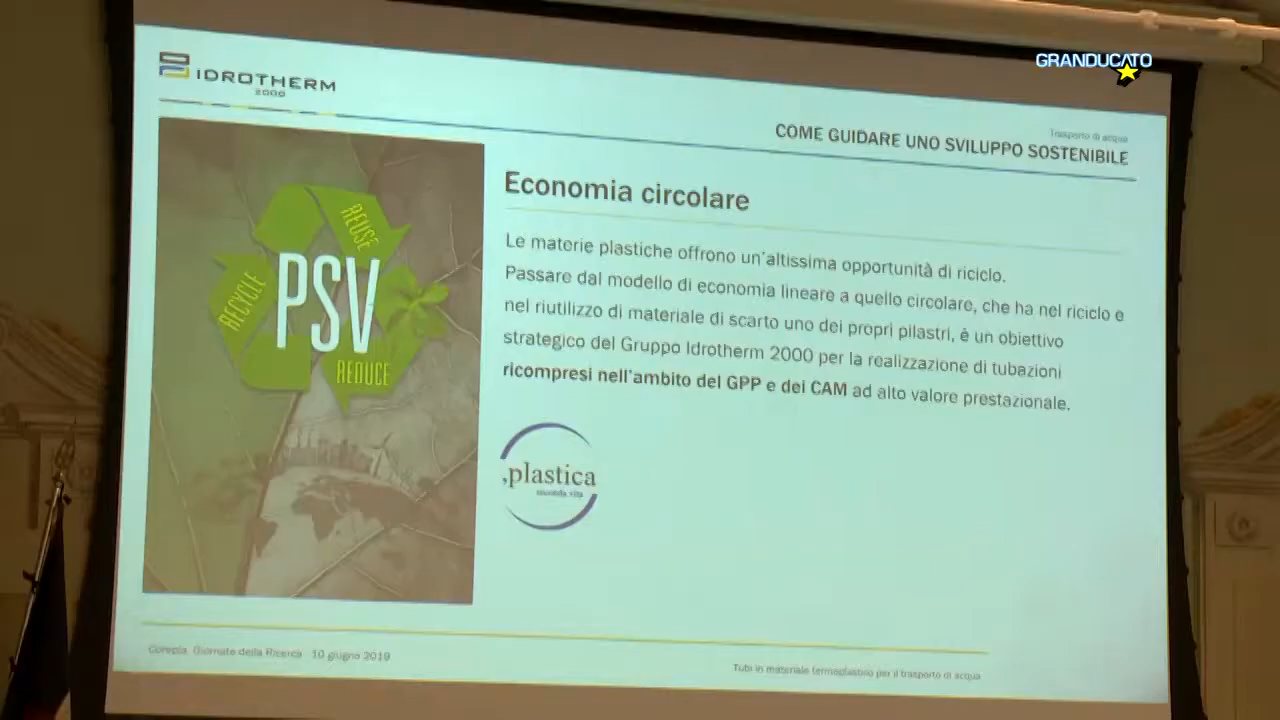 GRANDUCATO
IDROTHERM
2000
Trasporto di acqua
COME GUIDARE UNO SVILUPPO SOSTENIBILE
REUSE
RECYCLE
PSV
REDUCE
Economia circolare
Le materie plastiche offrono un'altissima opportunità di riciclo.
Passare dal modello di economia lineare a quello circolare, che ha nel riciclo e
nel riutilizzo di materiale di scarto uno dei propri pilastri, è un obiettivo
strategico del Gruppo Idrotherm 2000 per la realizzazione di tubazioni
ricompresi nell'ambito del GPP e dei CAM ad alto valore prestazionale.
,plastica
seconda vita
Corepla Giornate della Ricerca 10 giugno 2019
Tubi in materiale termoplastico per il trasporto di acqua